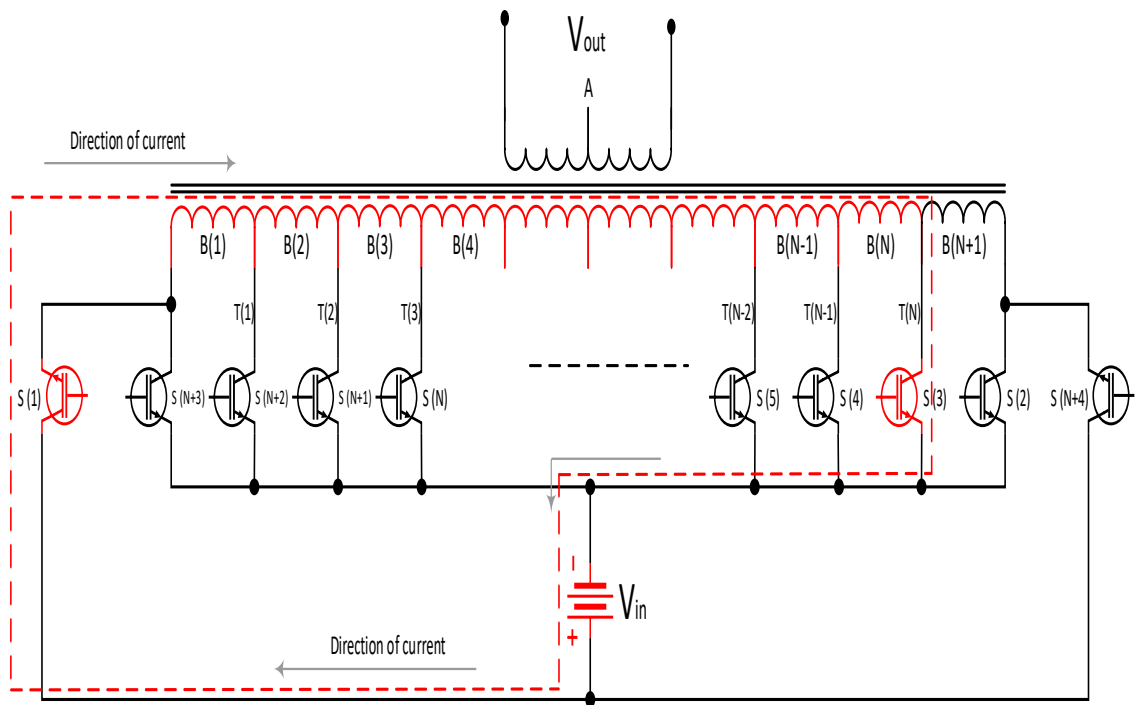 Vout
A
Direction of current
B(1) B(2) B(3) B(4) B(N-1) B(N) B(N+1)
T(1) T(2) T(3) T(N-2) T(N-1) T(N)
S (1) S (N+3) S (N+2) S (N+1) S (N) S (5) S (4) S (3) S (2) S (N+4)
-
Vin
+
Direction of current